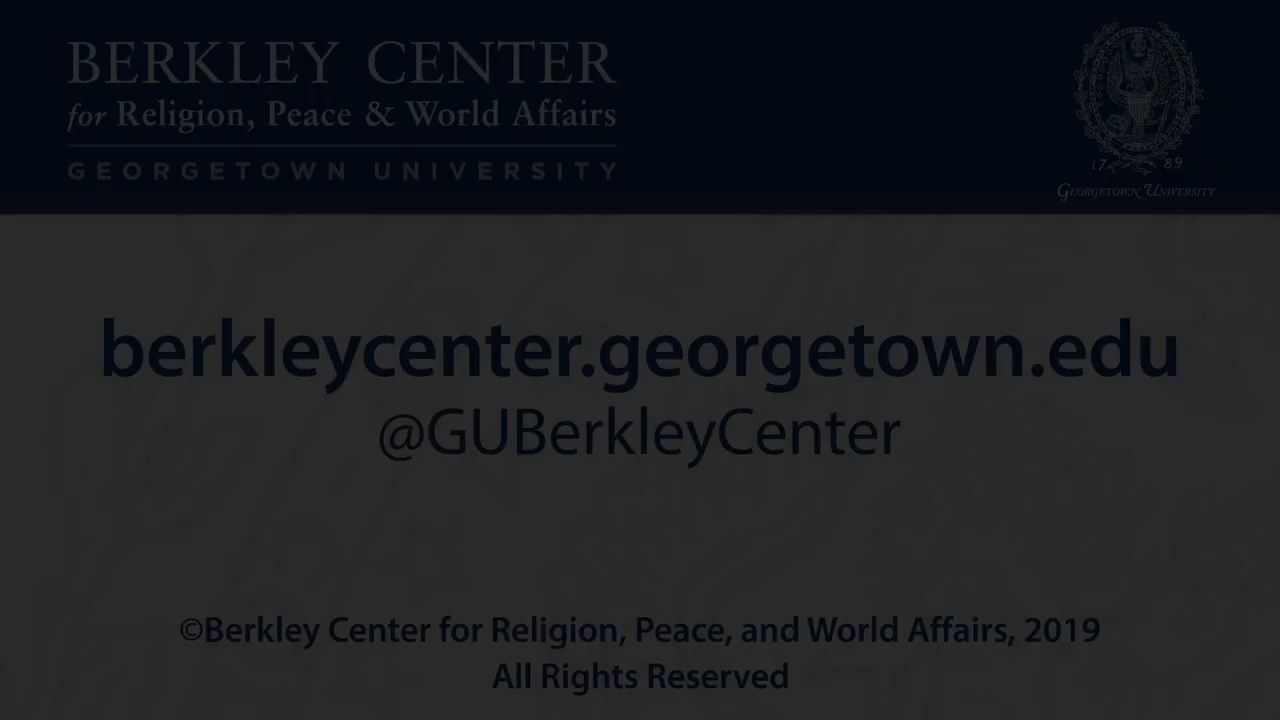 BERKLEY CENTER
for Religion, Peace & World Affairs
GEORGETOWN UNIVERSITY
17 89
GEORGETOWN UNIVERSITY
berkleycenter.georgetown.edu
@GUBerkleyCenter
©Berkley Center for Religion, Peace, and World Affairs, 2019
All Rights Reserved